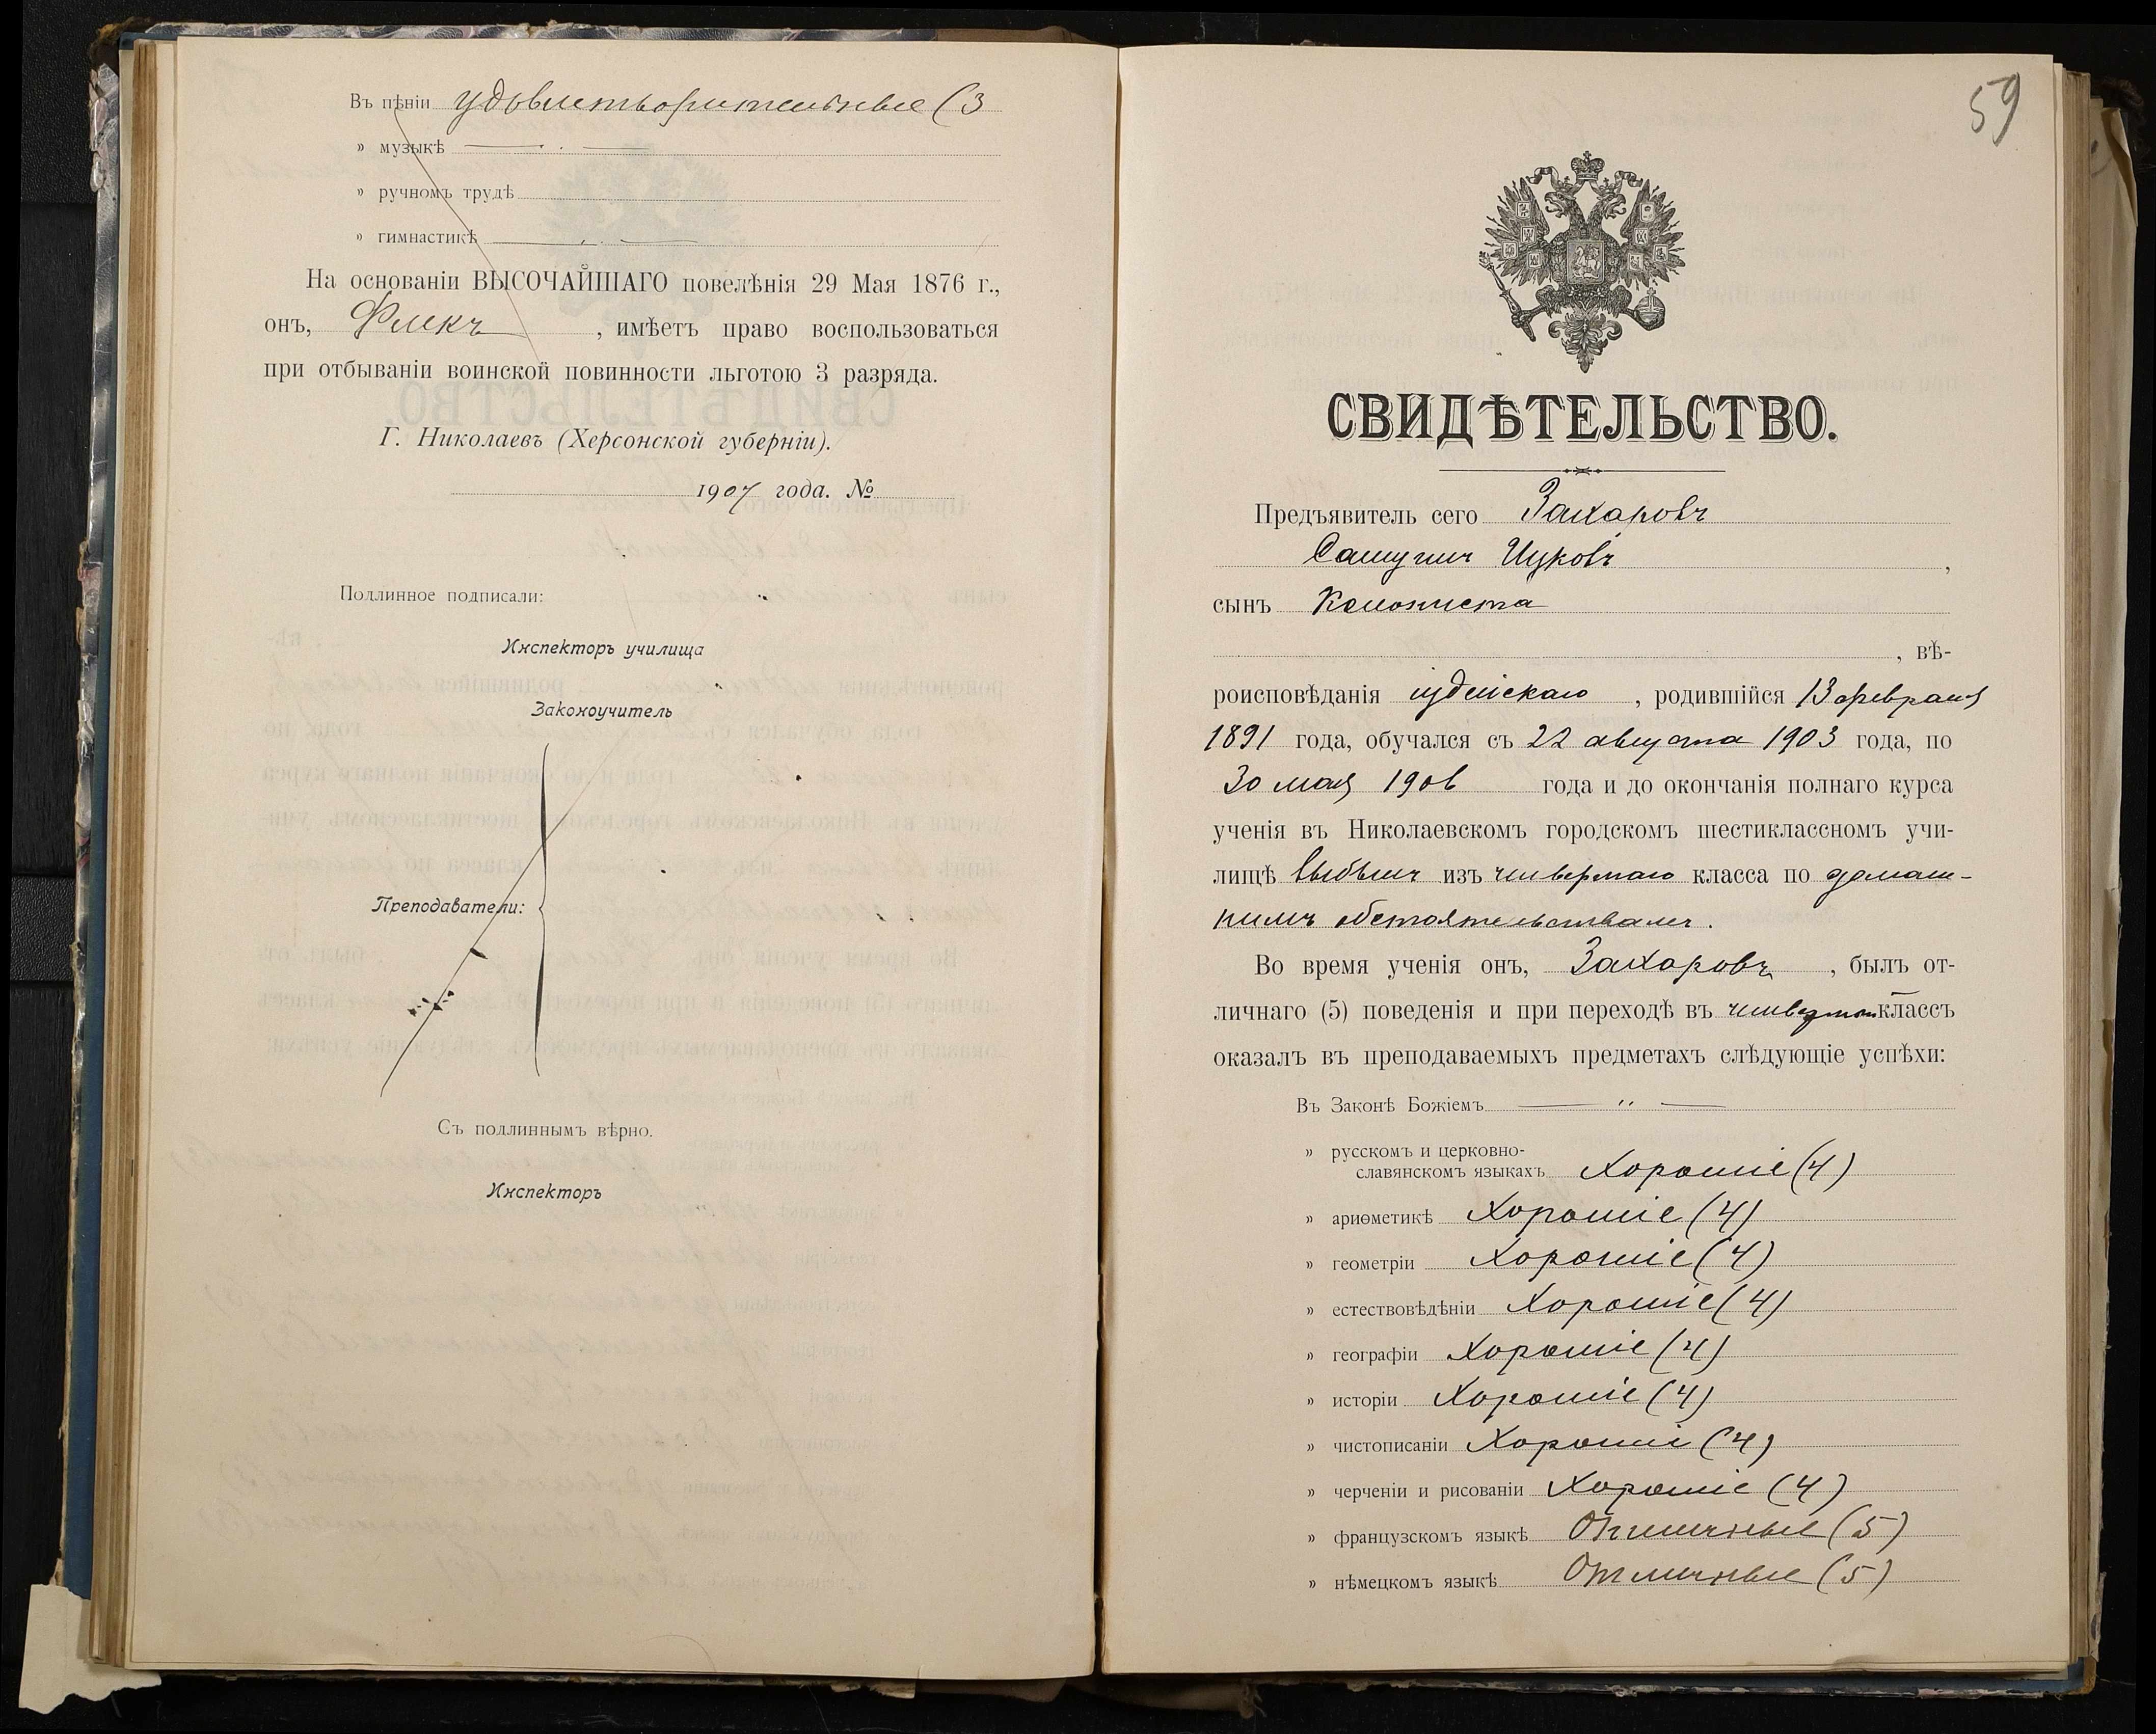 Въ пѣніи удовлетворительные (3
» музыкѣ
» ручномъ трудѣ
» гимнастикѣ
На основаніи ВЫСОЧАЙШАГО повелѣнія 29 Мая 1876 г.,
онъ, Фликъ, имѣетъ право воспользоваться
при отбываніи воинской повинности льготою 3 разряда.
Г. Николаевъ (Херсонской губерніи).
1907 года. №
Подлинное подписали:
Инспекторъ училища
Законоучитель
Преподаватели:
Съ подлиннымъ вѣрно.
Инспекторъ
59
СВИДѢТЕЛЬСТВО.
Предъявитель сего Захаровъ
Самуилъ Ицковъ,
сынъ Колониста
, вѣ-
роисповѣданія іудейскаго, родившійся 13 февраля
1891 года, обучался съ 22 августа 1903 года, по
30 мая 1906 года и до окончанія полнаго курса
ученія въ Николаевскомъ городскомъ шестиклассномъ учи-
лищѣ выбылъ изъ четвертаго класса по домаш-
нимъ обстоятельствамъ.
Во время ученія онъ, Захаровъ, былъ от-
личнаго (5) поведенія и при переходѣ въ четвертый классъ
оказалъ въ преподаваемыхъ предметахъ слѣдующіе успѣхи:
Въ Законѣ Божіемъ — " —
» русскомъ и церковно-
славянскомъ языкахъ Хорошіе (4)
» ариѳметикѣ Хорошіе (4)
» геометріи Хорошіе (4)
» естествовѣдѣніи Хорошіе (4)
» географіи Хорошіе (4)
» исторіи Хорошіе (4)
» чистописаніи Хорошіе (4)
» черченіи и рисованіи Хорошіе (4)
» французскомъ языкѣ Отличные (5)
» нѣмецкомъ языкѣ Отличные (5)